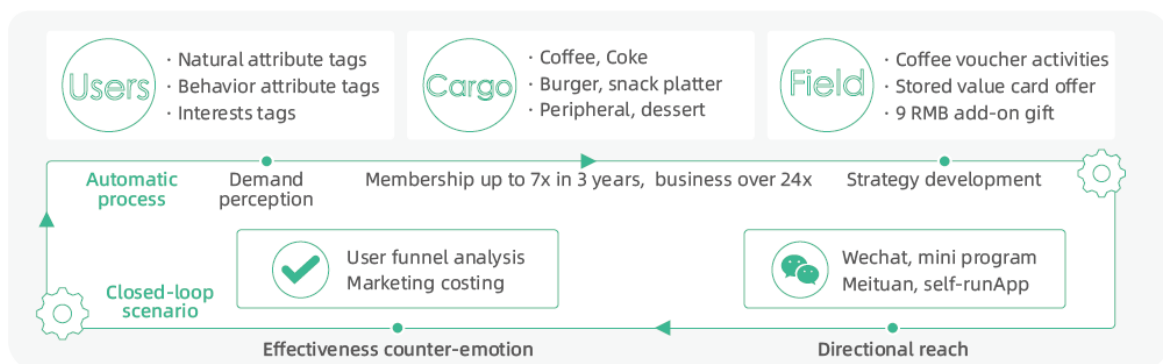 Users
· Natural attribute tags
· Behavior attribute tags
· Interests tags
Cargo
· Coffee, Coke
· Burger, snack platter
· Peripheral, dessert
Field
· Coffee voucher activities
· Stored value card offer
· 9 RMB add-on gift
Automatic
process
Demand
perception
Membership up to 7x in 3 years, business over 24x
Strategy development
User funnel analysis
Marketing costing
Wechat, mini program
Meituan, self-runApp
Closed-loop
scenario
Effectiveness counter-emotion
Directional reach